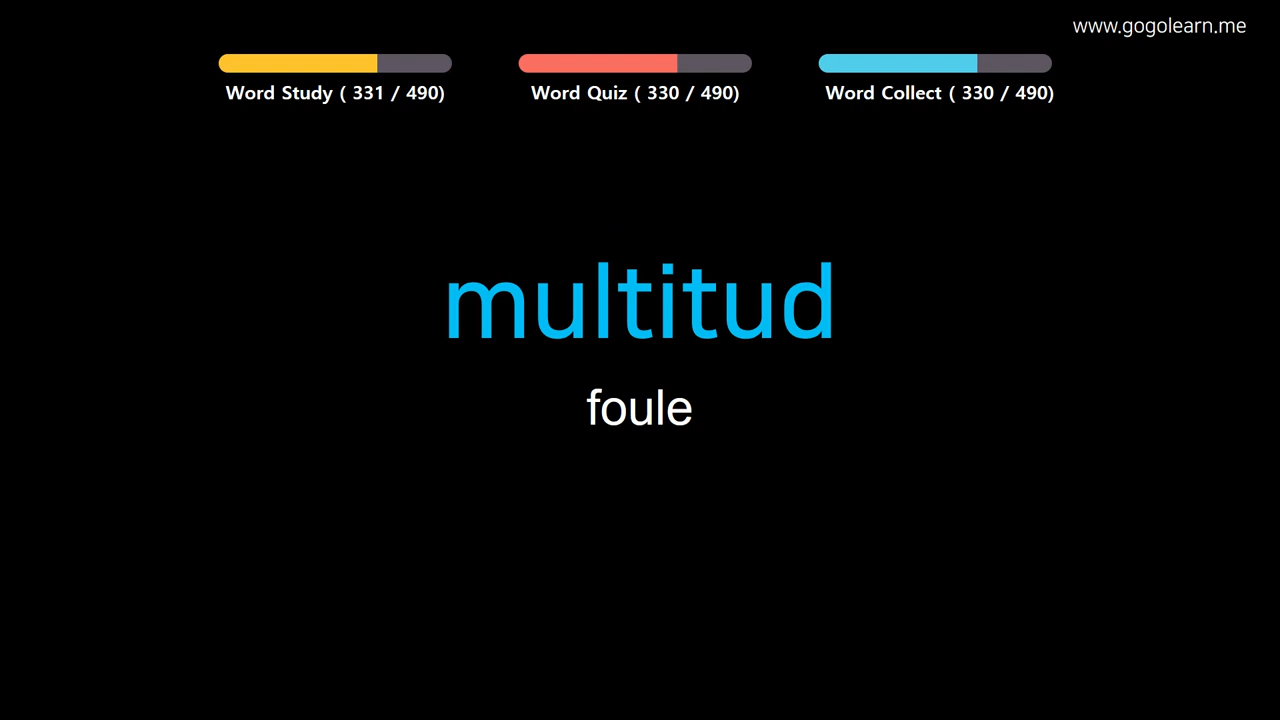 www.gogolearn.me
Word Study ( 331 / 490)
Word Quiz ( 330 / 490)
Word Collect ( 330 / 490)
multitud
foule